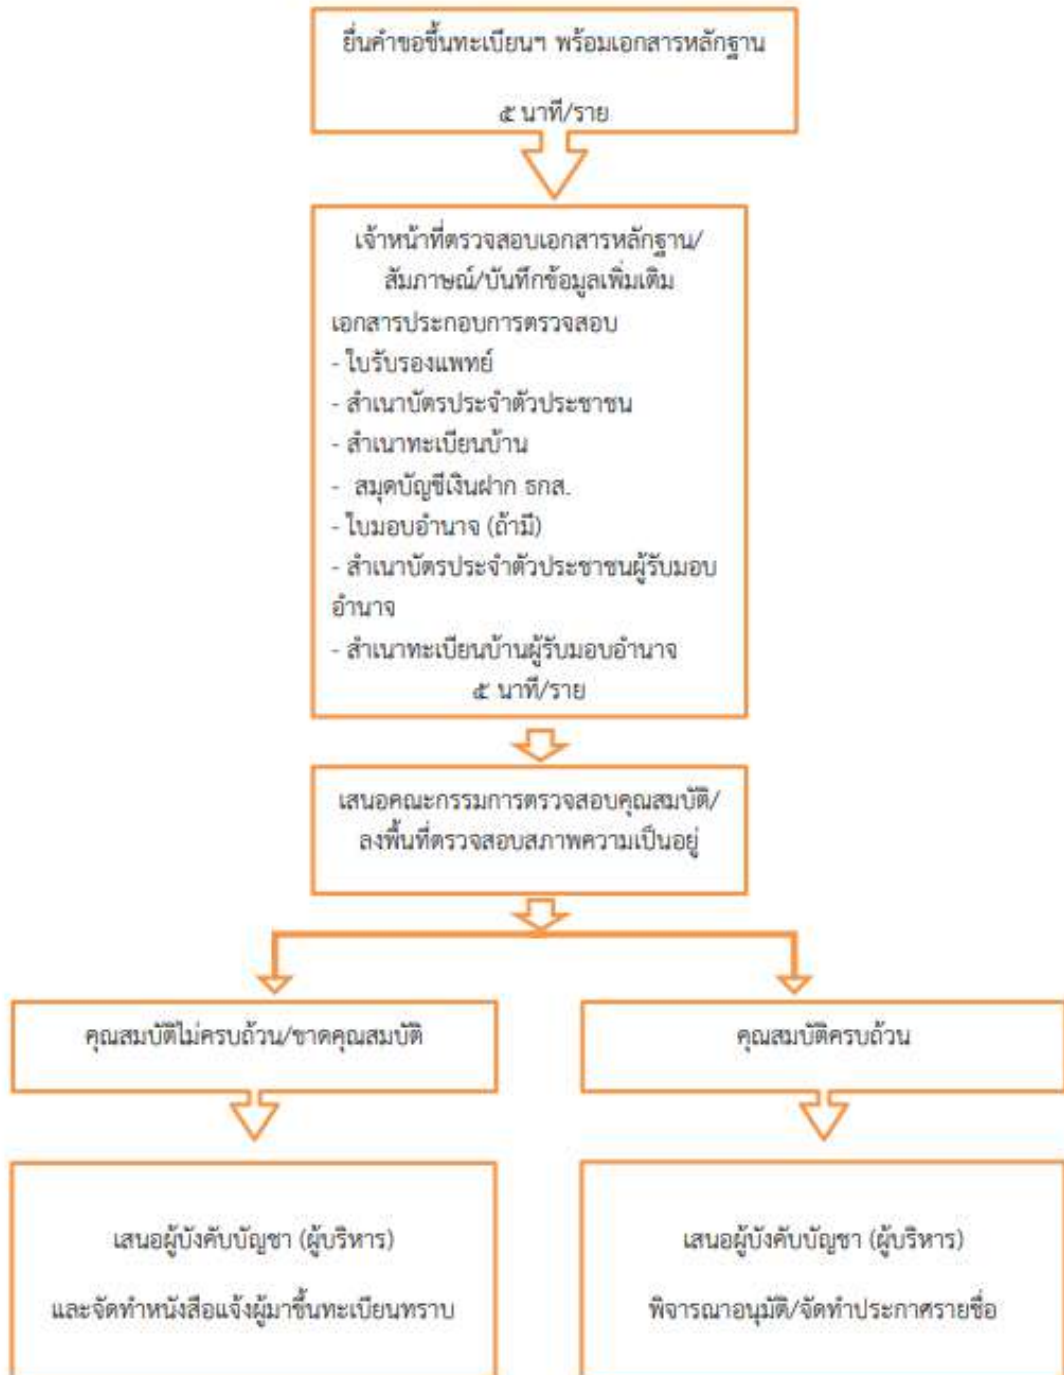 ยื่นคำขอขึ้นทะเบียนฯ พร้อมเอกสารหลักฐาน
๕ นาที/ราย
เจ้าหน้าที่ตรวจสอบเอกสารหลักฐาน/
สัมภาษณ์/บันทึกข้อมูลเพิ่มเติม
เอกสารประกอบการตรวจสอบ
- ใบรับรองแพทย์
- สำเนาบัตรประจำตัวประชาชน
- สำเนาทะเบียนบ้าน
- สมุดบัญชีเงินฝาก ธกส.
- ใบมอบอำนาจ (ถ้ามี)
- สำเนาบัตรประจำตัวประชาชนผู้รับมอบ
อำนาจ
- สำเนาทะเบียนบ้านผู้รับมอบอำนาจ
๕ นาที/ราย
เสนอคณะกรรมการตรวจสอบคุณสมบัติ/
ลงพื้นที่ตรวจสอบสภาพความเป็นอยู่
คุณสมบัติไม่ครบถ้วน/ขาดคุณสมบัติ
คุณสมบัติครบถ้วน
เสนอผู้บังคับบัญชา (ผู้บริหาร)
และจัดทำหนังสือแจ้งผู้มาขึ้นทะเบียนทราบ
เสนอผู้บังคับบัญชา (ผู้บริหาร)
พิจารณาอนุมัติ/จัดทำประกาศรายชื่อ